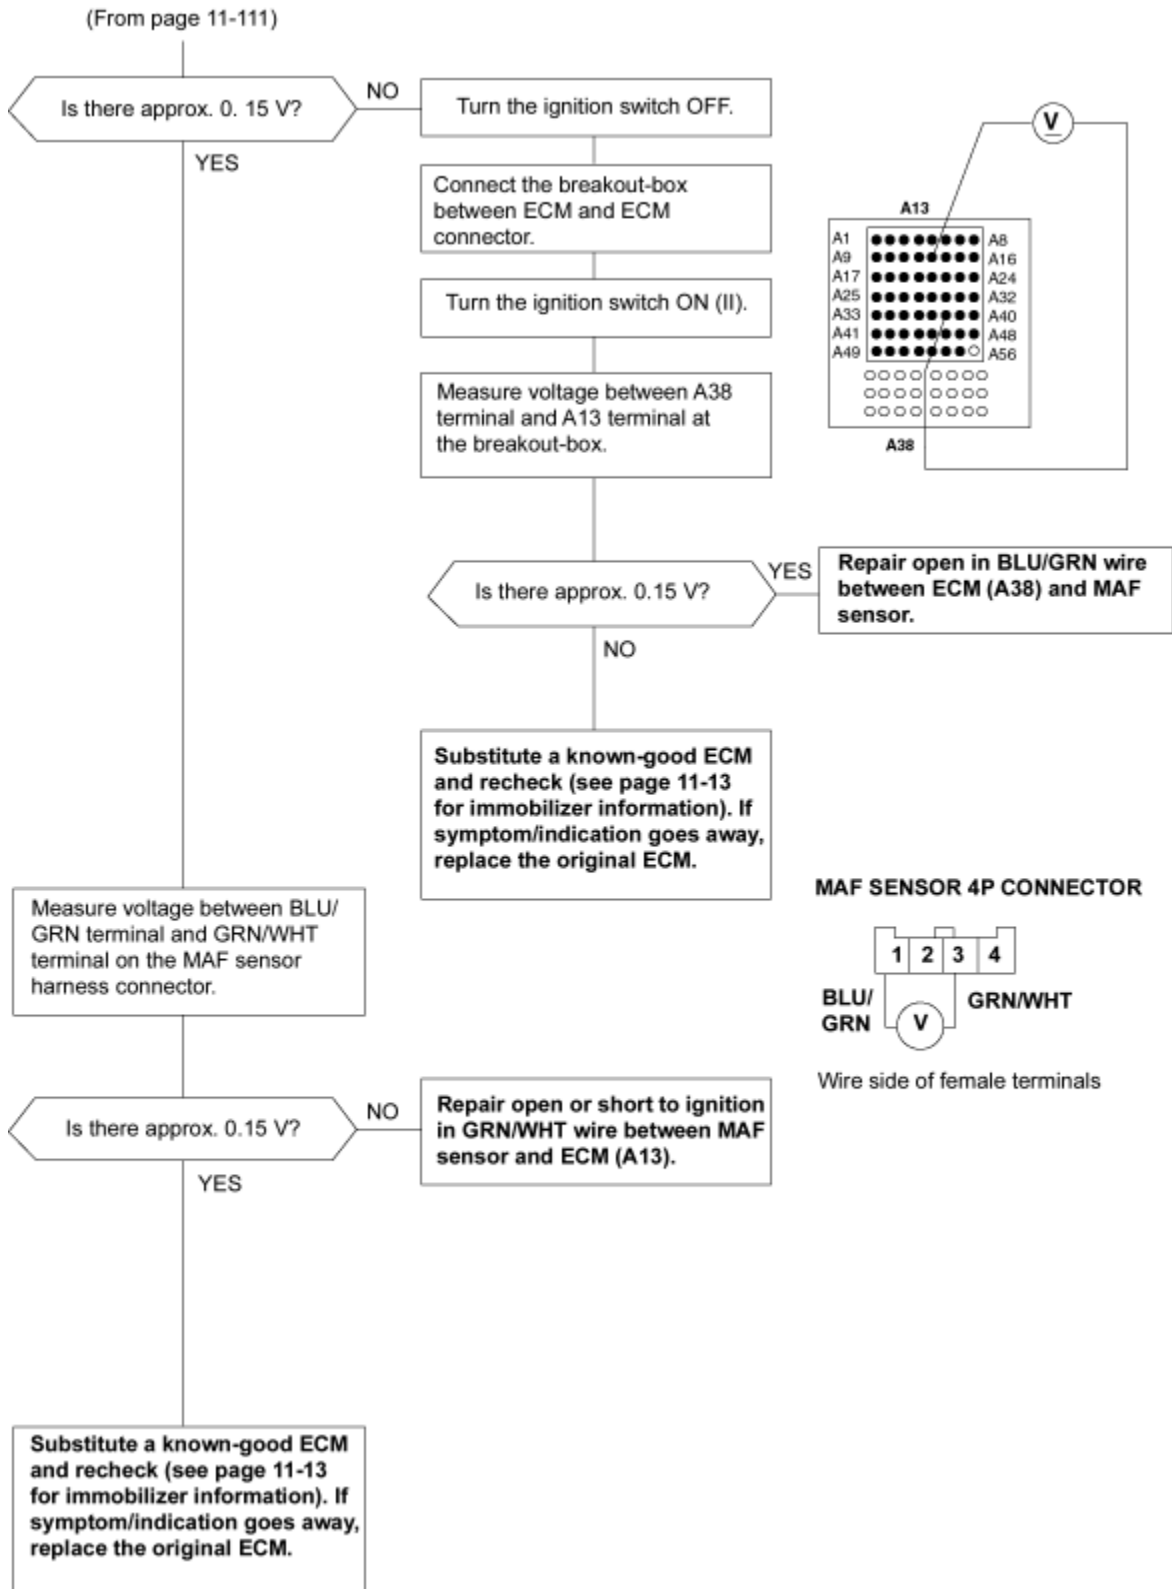 (From page 11-111)
Is there approx. 0. 15 V?
NO
YES
Turn the ignition switch OFF.
Connect the breakout-box
between ECM and ECM
connector.
Turn the ignition switch ON (II).
Measure voltage between A38
terminal and A13 terminal at
the breakout-box.
V
A13
A1
A8
A9
A16
A17
A24
A25
A32
A33
A40
A41
A48
A49
A56
A38
Is there approx. 0.15 V?
YES
NO
Repair open in BLU/GRN wire
between ECM (A38) and MAF
sensor.
Substitute a known-good ECM
and recheck (see page 11-13
for immobilizer information). If
symptom/indication goes away,
replace the original ECM.
Measure voltage between BLU/
GRN terminal and GRN/WHT
terminal on the MAF sensor
harness connector.
MAF SENSOR 4P CONNECTOR
1 2 3 4
BLU/
GRN
V
GRN/WHT
Wire side of female terminals
Is there approx. 0.15 V?
NO
YES
Repair open or short to ignition
in GRN/WHT wire between MAF
sensor and ECM (A13).
Substitute a known-good ECM
and recheck (see page 11-13
for immobilizer information). If
symptom/indication goes away,
replace the original ECM.